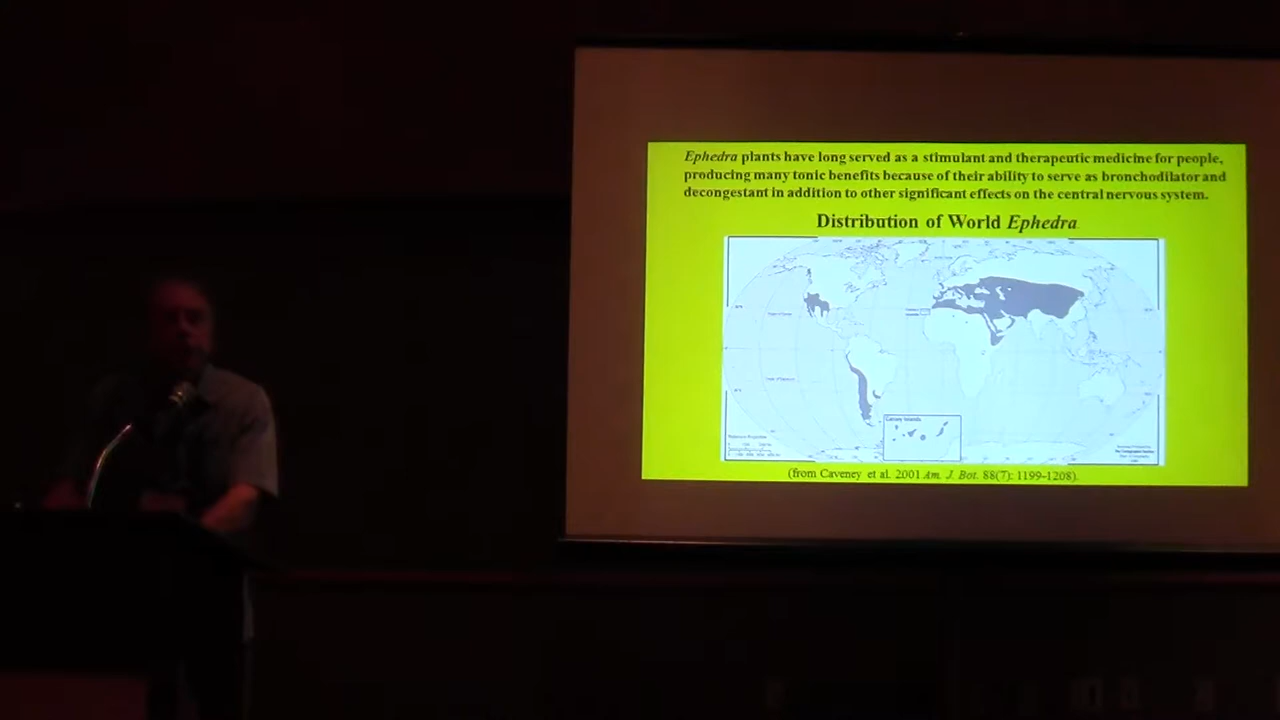 Ephedra plants have long served as a stimulant and therapeutic medicine for people,
producing many tonic benefits because of their ability to serve as bronchodilator and
decongestant in addition to other significant effects on the central nervous system.
Distribution of World Ephedra
Canary Islands
(from Caveney et al. 2001 Am. J. Bot. 88(7): 1199-1208).